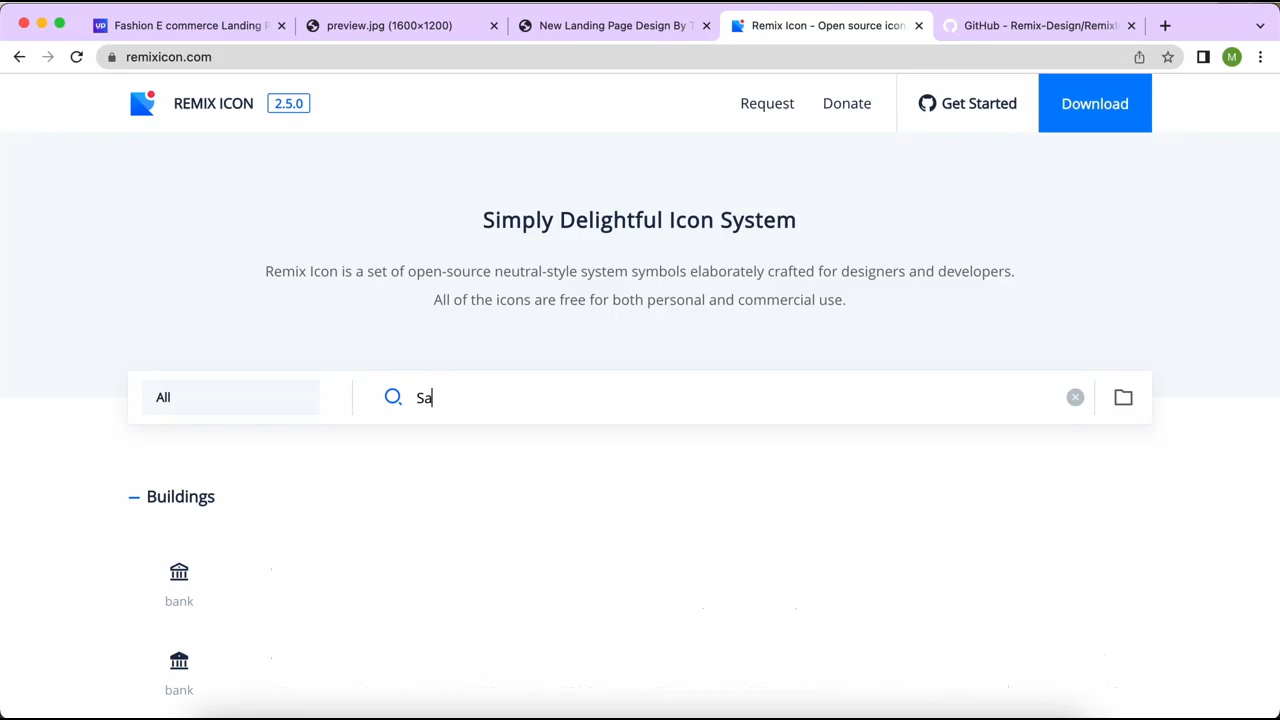 Fashion E commerce Landing P
preview.jpg (1600×1200)
New Landing Page Design By T
Remix Icon - Open source icon
GitHub - Remix-Design/RemixI
remixicon.com
M
REMIX ICON
2.5.0
Request
Donate
Get Started
Download
Simply Delightful Icon System
Remix Icon is a set of open-source neutral-style system symbols elaborately crafted for designers and developers.
All of the icons are free for both personal and commercial use.
All
Sa
Buildings
bank
bank